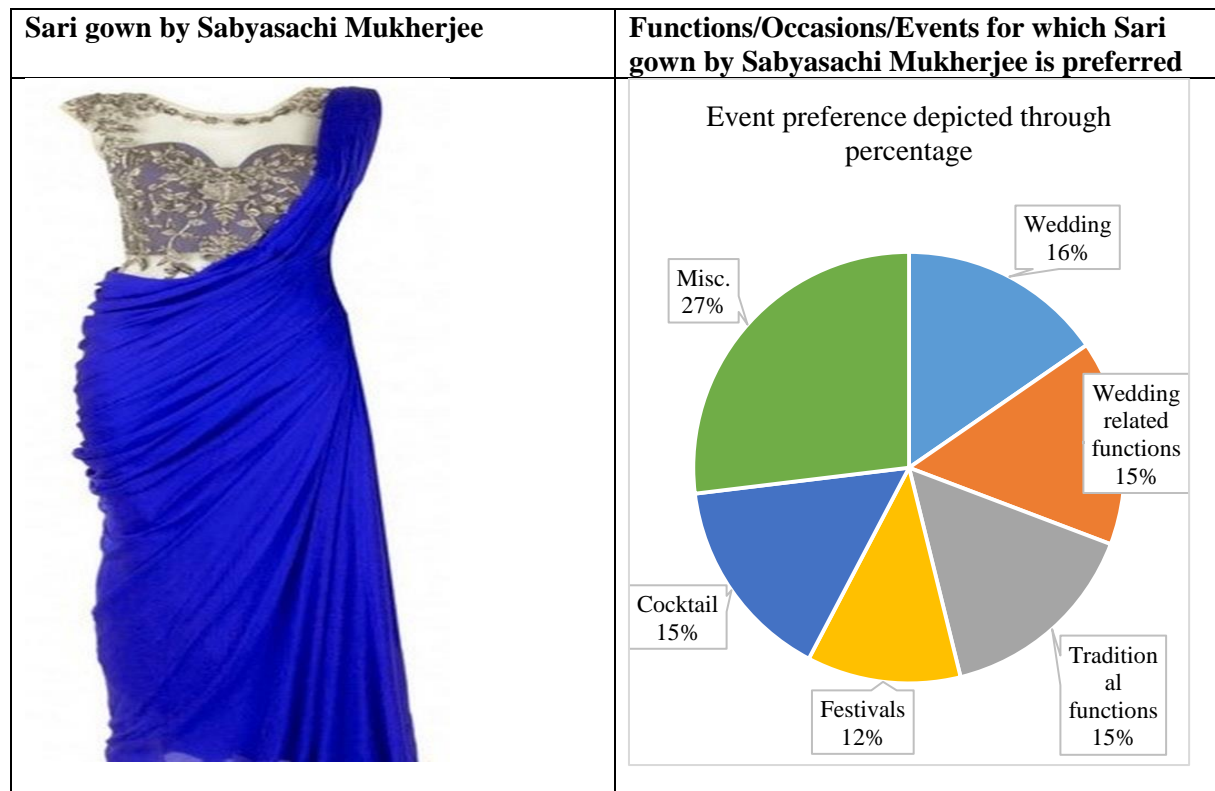 Sari gown by Sabyasachi Mukherjee
Functions/Occasions/Events for which Sari
gown by Sabyasachi Mukherjee is preferred
Event preference depicted through
percentage
Wedding
16%
Misc.
27%
Wedding
related
functions
15%
Cocktail
15%
Tradition
al
functions
15%
Festivals
12%